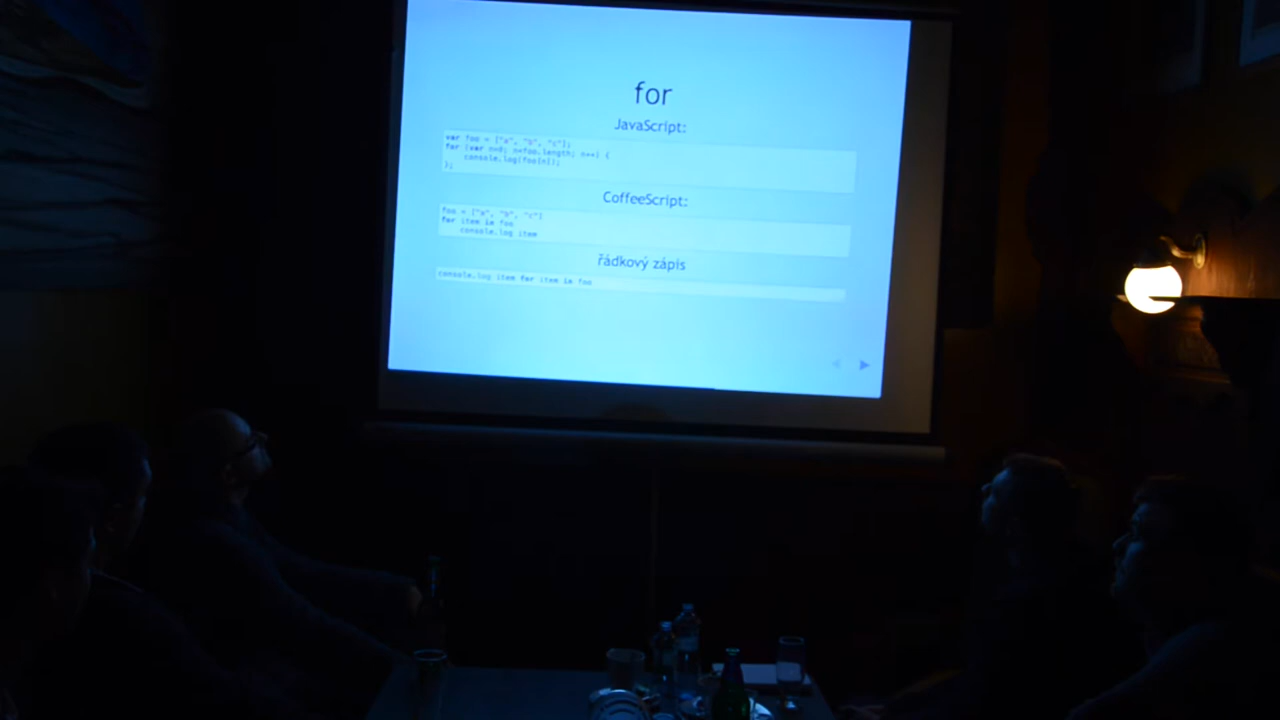 for
JavaScript:
var foo = ["a", "b", "c"];
for (var n=0; n<foo.length; n++) {
console.log(foo[n]);
};
CoffeeScript:
foo = ["a", "b", "c"]
for item in foo
console.log item
řádkový zápis
console.log item for item in foo